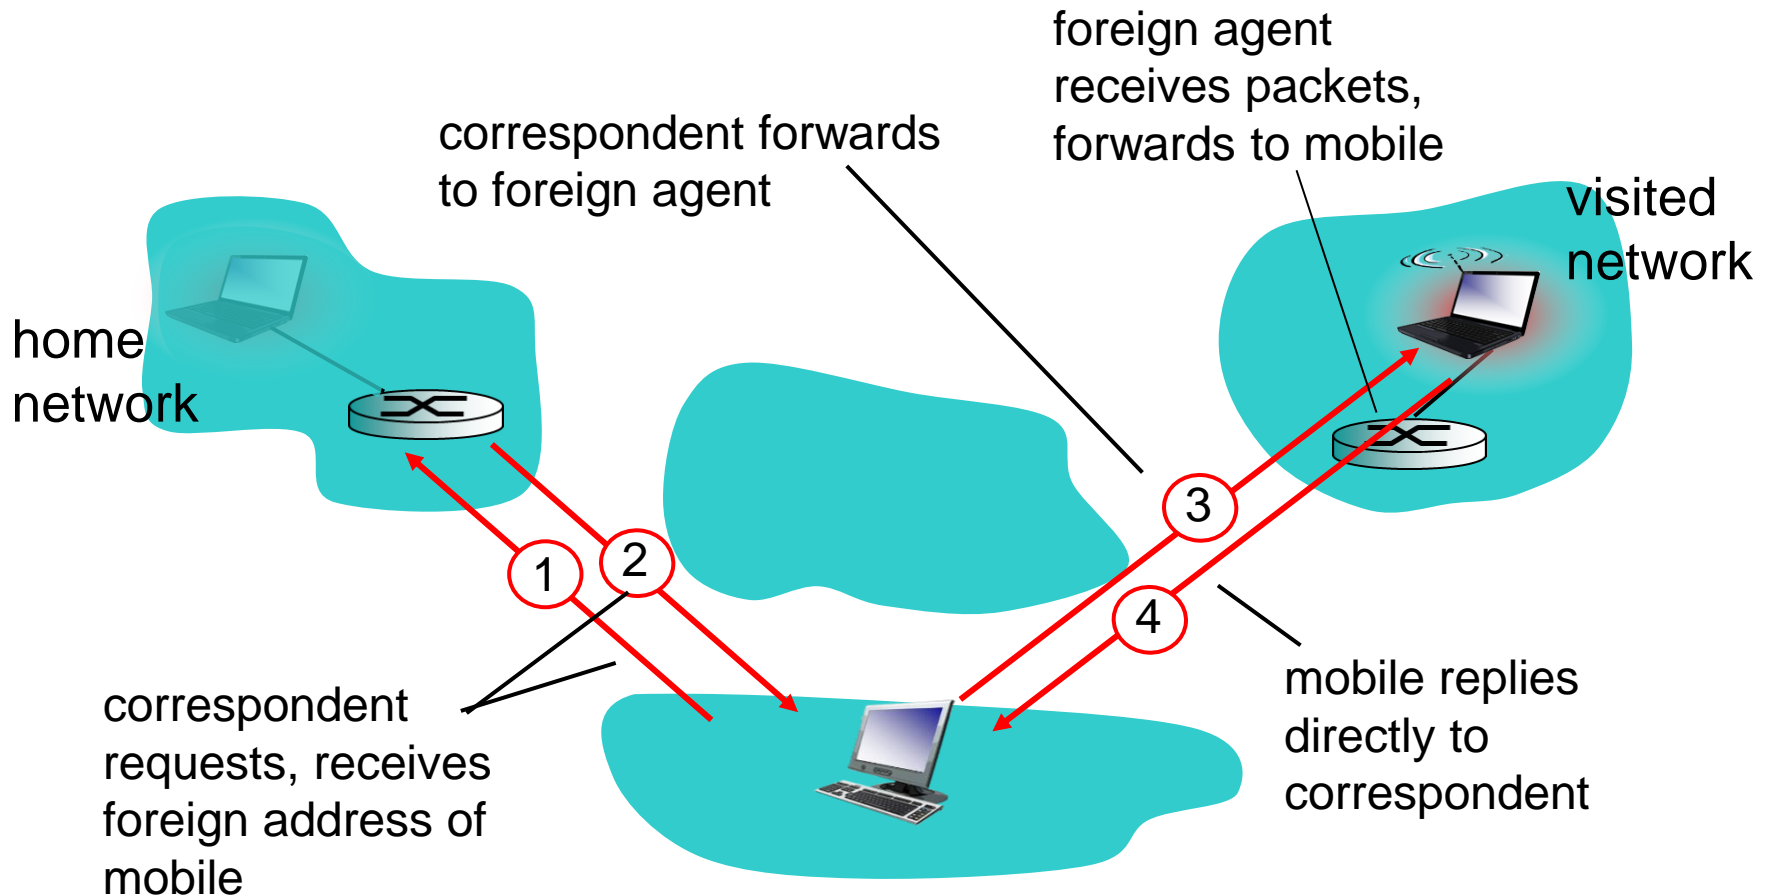 foreign agent
receives packets,
forwards to mobile
correspondent forwards
to foreign agent
visited
network
home
network
3
2
1
4
correspondent
requests, receives
foreign address of
mobile
mobile replies
directly to
correspondent